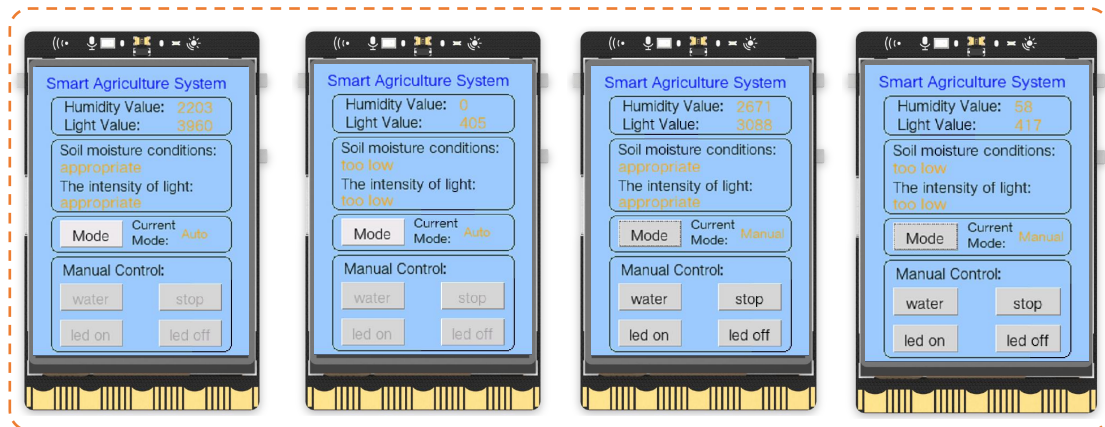 Smart Agriculture System
Humidity Value: 2203
Light Value: 3960
Soil moisture conditions:
appropriate
The intensity of light:
appropriate
Mode
Current
Mode: Auto
Manual Control:
water stop
led on led off
Smart Agriculture System
Humidity Value: 0
Light Value: 405
Soil moisture conditions:
too low
The intensity of light:
too low
Mode
Current
Mode: Auto
Manual Control:
water stop
led on led off
Smart Agriculture System
Humidity Value: 2671
Light Value: 3088
Soil moisture conditions:
appropriate
The intensity of light:
appropriate
Mode
Current
Mode: Manual
Manual Control:
water stop
led on led off
Smart Agriculture System
Humidity Value: 58
Light Value: 417
Soil moisture conditions:
too low
The intensity of light:
too low
Mode
Current
Mode: Manual
Manual Control:
water stop
led on led off